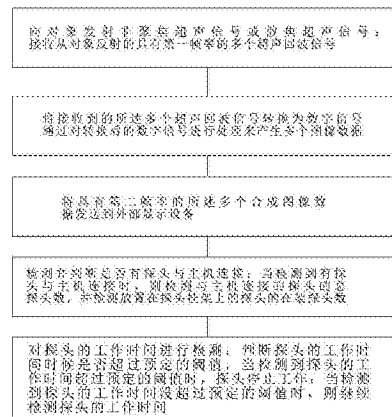 向对象发射非聚焦超声信号或散焦超声信号；
接收从对象反射的具有第一帧率的多个超声回波信号
将接收到的所述多个超声回波信号转换为数字信号
通过对转换后的数字信号进行处理来产生多个图像数据
将具有第二帧率的所述多个合成图像数
据发送到外部显示设备
检测并判断是否有探头与主机连接；当检测到有探
头与主机连接时，则检测与主机连接的探头的总
探头数，并检测放置在探头挂架上的探头的在架探头数
对探头的工作时间进行检测；判断探头的工作时
间时候是否超过预定的阈值，当检测到探头的工
作时间超过预定的阈值时，探头停止工作；当检测
到探头的工作时间没超过预定的阈值时，则继续
检测探头的工作时间